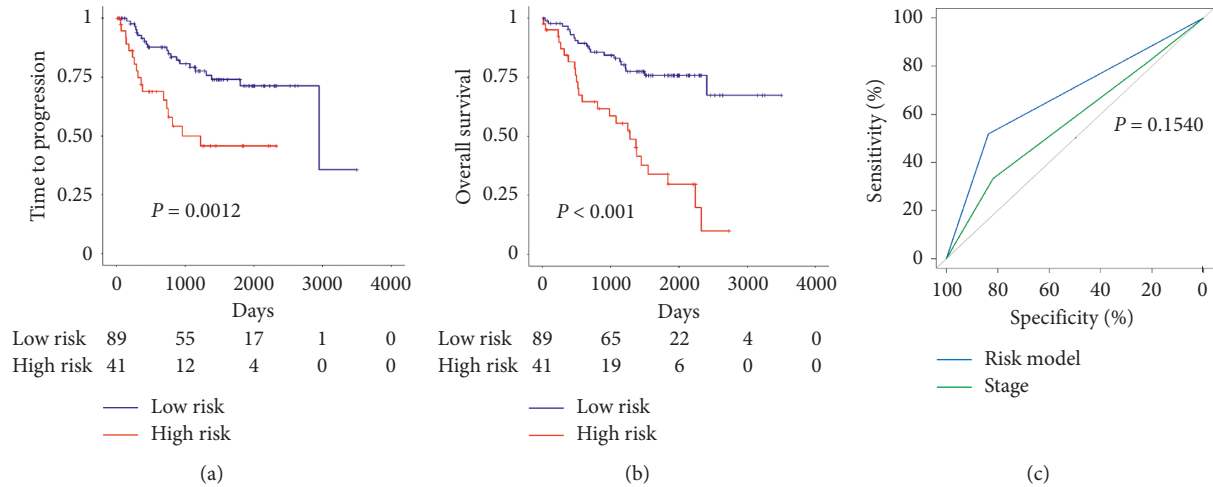 Time to progression
1
0.75
0.50
0.25
0
P = 0.0012
0 1000 2000 3000 4000
Days
Low risk 89 55 17 1 0
High risk 41 12 4 0 0
Low risk
High risk
(a)
Overall survival
1
0.75
0.50
0.25
0
P < 0.001
0 1000 2000 3000 4000
Days
Low risk 89 65 22 4 0
High risk 41 19 6 0 0
Low risk
High risk
(b)
Sensitivity (%)
100
80
60
40
20
0
P = 0.1540
100 80 60 40 20 0
Specificity (%)
Risk model
Stage
(c)